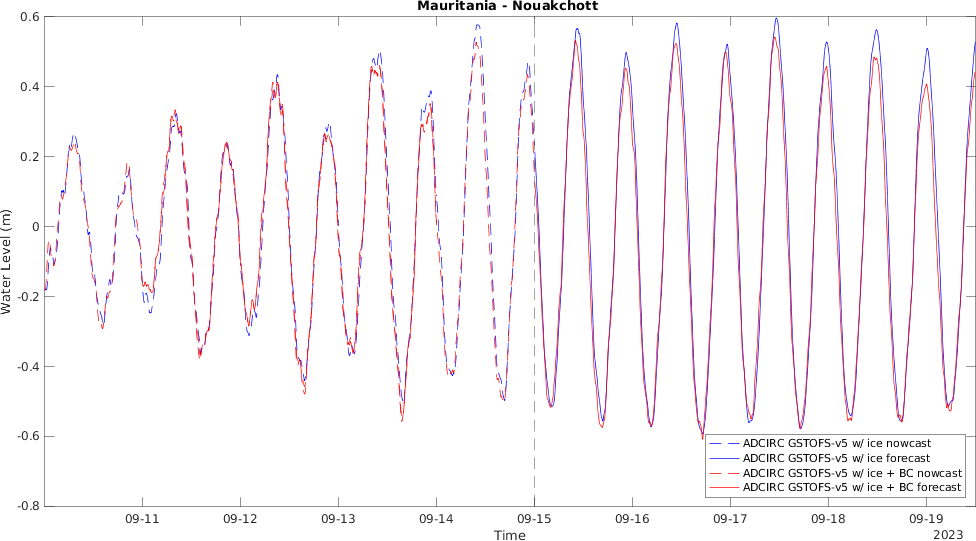 Mauritania - Nouakchott
0.6
0.4
0.2
0
-0.2
-0.4
-0.6
-0.8
Water Level (m)
ADCIRC GSTOFS-v5 w/ ice nowcast
ADCIRC GSTOFS-v5 w/ ice forecast
ADCIRC GSTOFS-v5 w/ ice + BC nowcast
ADCIRC GSTOFS-v5 w/ ice + BC forecast
09-11 09-12 09-13 09-14 09-15 09-16 09-17 09-18 09-19
Time
2023